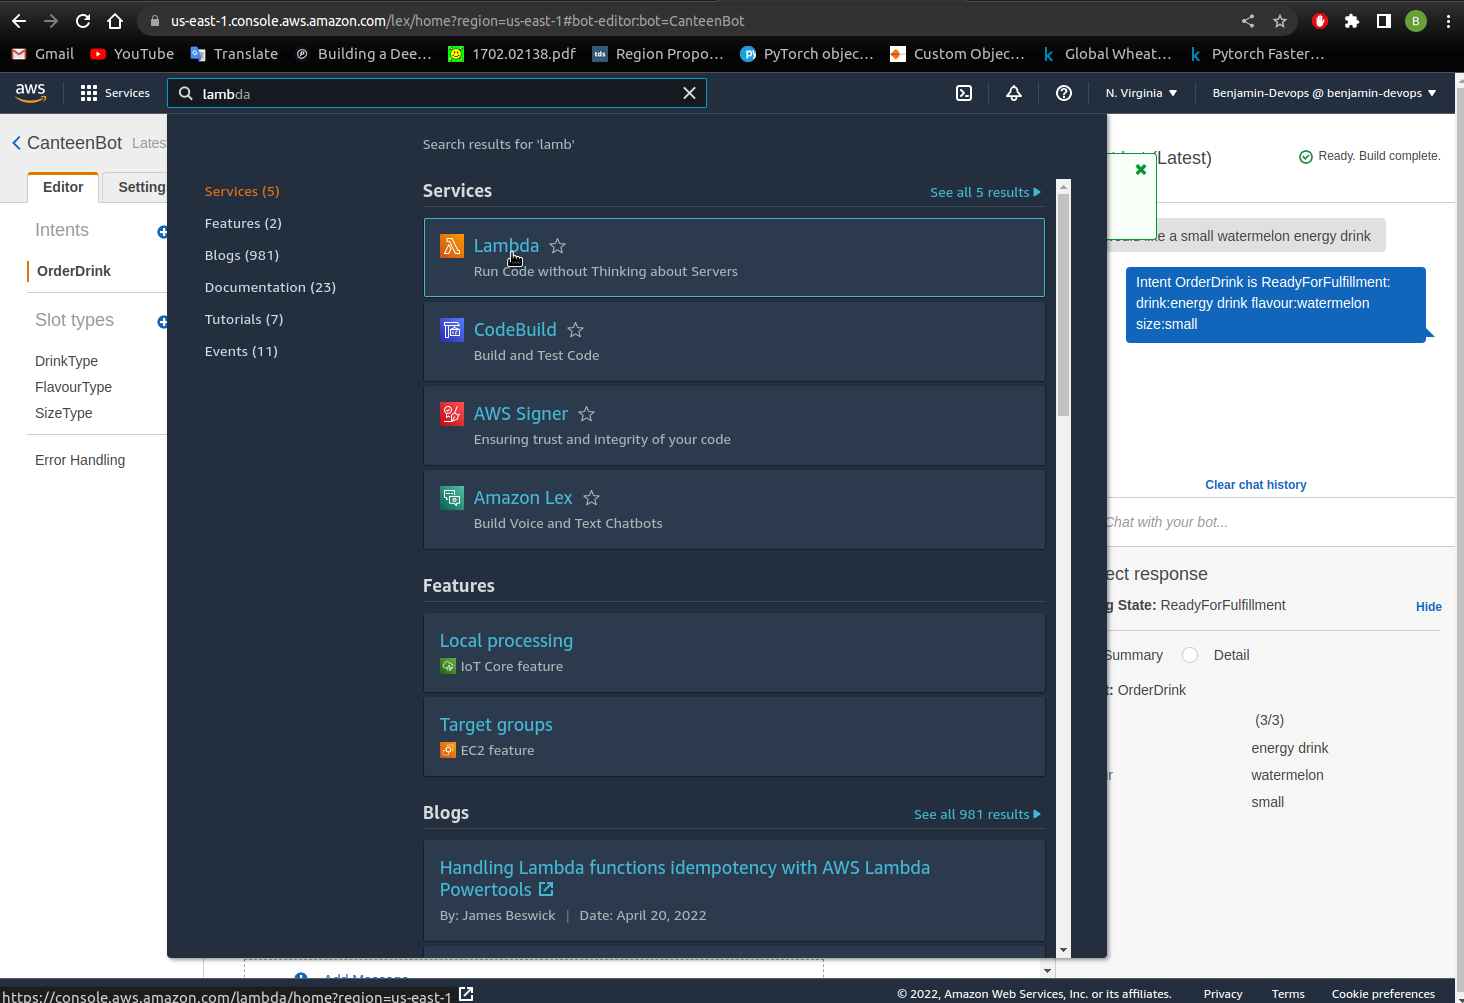 us-east-1.console.aws.amazon.com/lex/home?region=us-east-1#bot-editor:bot=CanteenBot
B
Gmail
YouTube
Translate
Building a Dee...
1702.02138.pdf
tds
Region Propo...
PyTorch objec...
Custom Objec...
Global Wheat...
Pytorch Faster...
aws
Services
lambda
N. Virginia
Benjamin-Devops @ benjamin-devops
CanteenBot
Lates
Editor
Setting
Intents
OrderDrink
Slot types
DrinkType
FlavourType
SizeType
Error Handling
Search results for 'lamb'
Services (5)
Features (2)
Blogs (981)
Documentation (23)
Tutorials (7)
Events (11)
Services
See all 5 results
Lambda
Run Code without Thinking about Servers
CodeBuild
Build and Test Code
AWS Signer
Ensuring trust and integrity of your code
Amazon Lex
Build Voice and Text Chatbots
Features
Local processing
IoT Core feature
Target groups
EC2 feature
Blogs
See all 981 results
Handling Lambda functions idempotency with AWS Lambda
Powertools
By: James Beswick | Date: April 20, 2022
(Latest)
Ready. Build complete.
like a small watermelon energy drink
Intent OrderDrink is ReadyForFulfillment:
drink:energy drink flavour:watermelon
size:small
Clear chat history
Chat with your bot...
ect response
g State: ReadyForFulfillment
Hide
Summary
Detail
t: OrderDrink
(3/3)
energy drink
r
watermelon
small
https://console.aws.amazon.com/lambda/home?region=us-east-1
© 2022, Amazon Web Services, Inc. or its affiliates.
Privacy
Terms
Cookie preferences